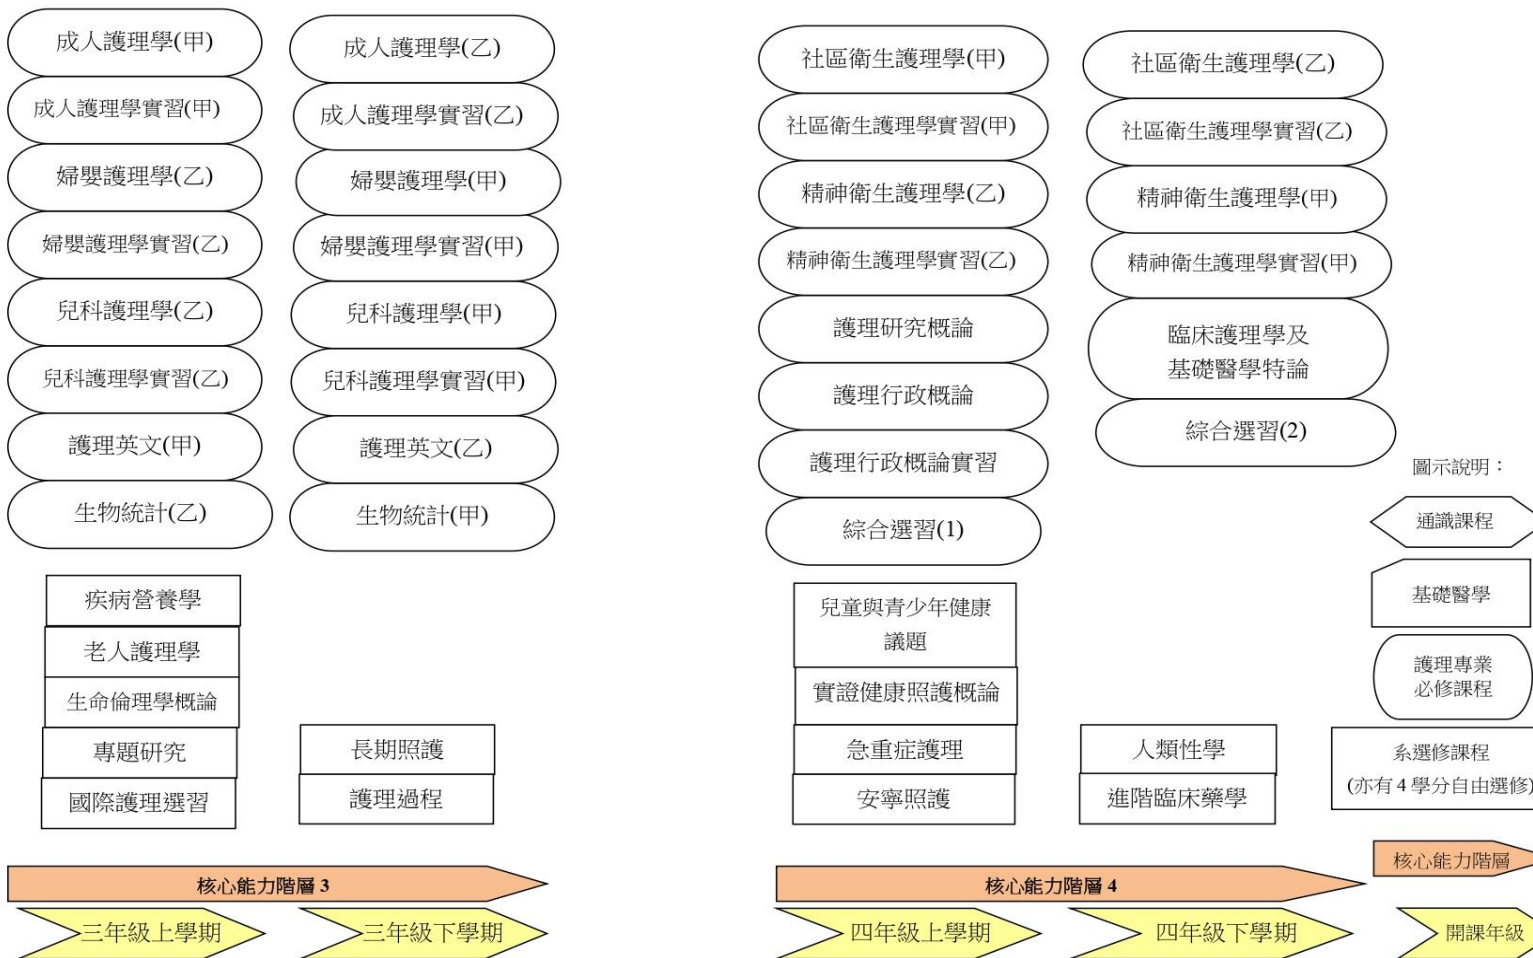 成人護理學(甲)
成人護理學實習(甲)
婦嬰護理學(乙)
婦嬰護理學實習(乙)
兒科護理學(乙)
兒科護理學實習(乙)
護理英文(甲)
生物統計(乙)
疾病營養學
老人護理學
生命倫理學概論
專題研究
國際護理選習
成人護理學(乙)
成人護理學實習(乙)
婦嬰護理學(甲)
婦嬰護理學實習(甲)
兒科護理學(甲)
兒科護理學實習(甲)
護理英文(乙)
生物統計(甲)
長期照護
護理過程
核心能力階層 3
三年級上學期
三年級下學期
社區衛生護理學(甲)
社區衛生護理學實習(甲)
精神衛生護理學(乙)
精神衛生護理學實習(乙)
護理研究概論
護理行政概論
護理行政概論實習
綜合選習(1)
兒童與青少年健康
議題
實證健康照護概論
急重症護理
安寧照護
社區衛生護理學(乙)
社區衛生護理學實習(乙)
精神衛生護理學(甲)
精神衛生護理學實習(甲)
臨床護理學及
基礎醫學特論
綜合選習(2)
人類性學
進階臨床藥學
核心能力階層 4
四年級上學期
四年級下學期
圖示說明：
通識課程
基礎醫學
護理專業
必修課程
系選修課程
(亦有 4 學分自由選修)
核心能力階層
開課年級